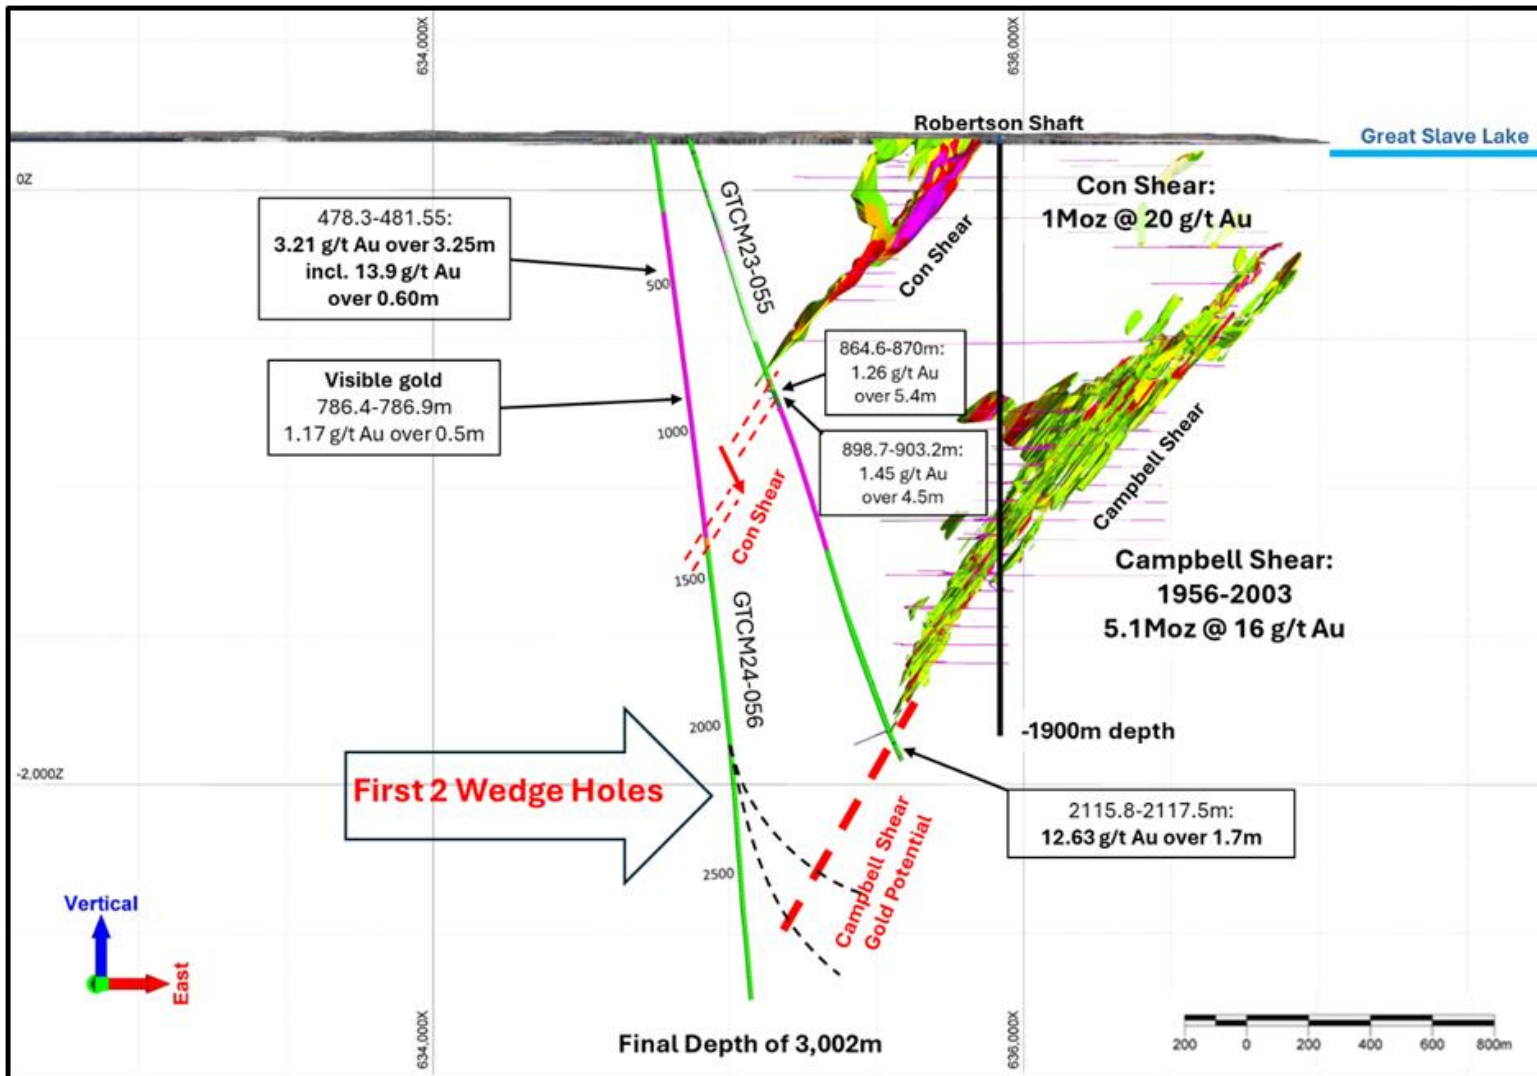 634,000X
636,000X
Robertson Shaft
Great Slave Lake
0Z
478.3-481.55:
3.21 g/t Au over 3.25m
incl. 13.9 g/t Au
over 0.60m
GTCM23-055
Con Shear
Con Shear:
1Moz @ 20 g/t Au
500
864.6-870m:
1.26 g/t Au
over 5.4m
Visible gold
786.4-786.9m
1.17 g/t Au over 0.5m
1000
898.7-903.2m:
1.45 g/t Au
over 4.5m
Con Shear
Campbell Shear
1500
GTCM24-056
Campbell Shear:
1956-2003
5.1Moz @ 16 g/t Au
2000
-1900m depth
-2,000Z
First 2 Wedge Holes
2115.8-2117.5m:
12.63 g/t Au over 1.7m
2500
Campbell Shear
Gold Potential
Vertical
East
634,000X
Final Depth of 3,002m
636,000X
200 0 200 400 600 800m